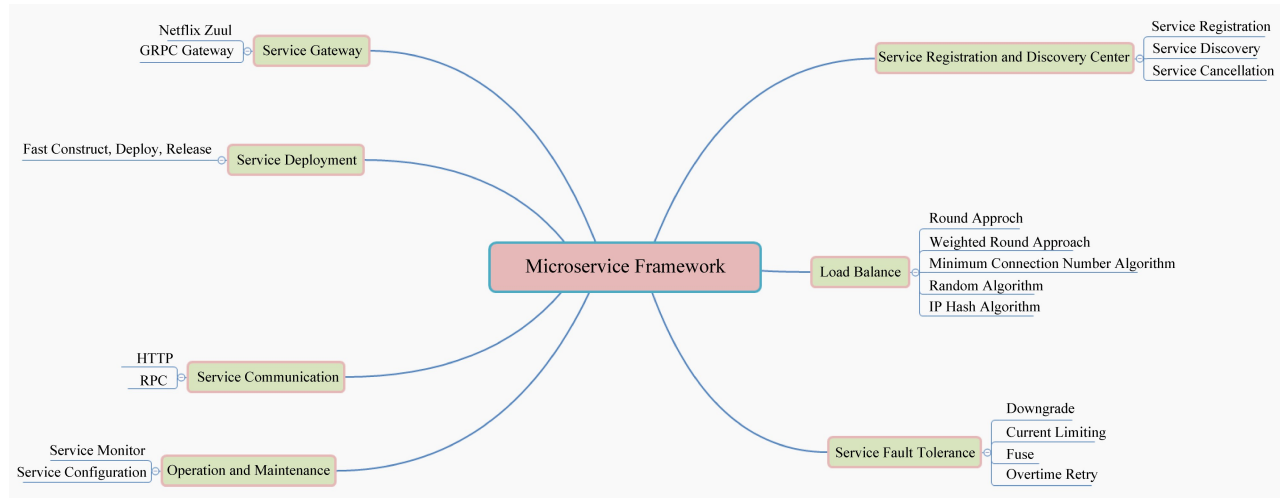 Netflix Zuul
GRPC Gateway
Service Gateway
Fast Construct, Deploy, Release
Service Deployment
HTTP
RPC
Service Communication
Service Monitor
Service Configuration
Operation and Maintenance
Microservice Framework
Service Registration and Discovery Center
Service Registration
Service Discovery
Service Cancellation
Load Balance
Round Approch
Weighted Round Approach
Minimum Connection Number Algorithm
Random Algorithm
IP Hash Algorithm
Service Fault Tolerance
Downgrade
Current Limiting
Fuse
Overtime Retry